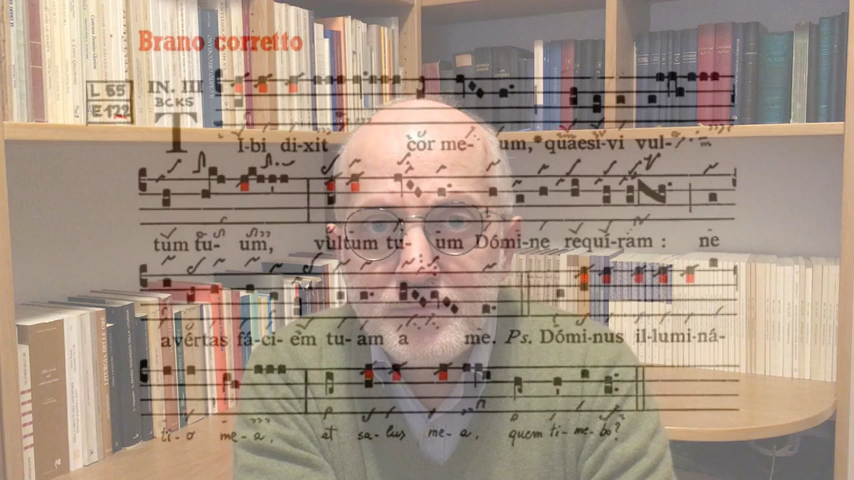 Brano corretto
L 55 IN. III
E 122 BCKS
TIbi di-xit cor me- um,* quaesi-vi vul-
tum tu- um, vultum tu- um Dómi-ne requi-ram : ne
avértas fá-ci- em tu-am a me. Ps. Dómi-nus il-lumi-ná-
ti-o me-a, et sa-lus me-a, quem ti-me-bo?